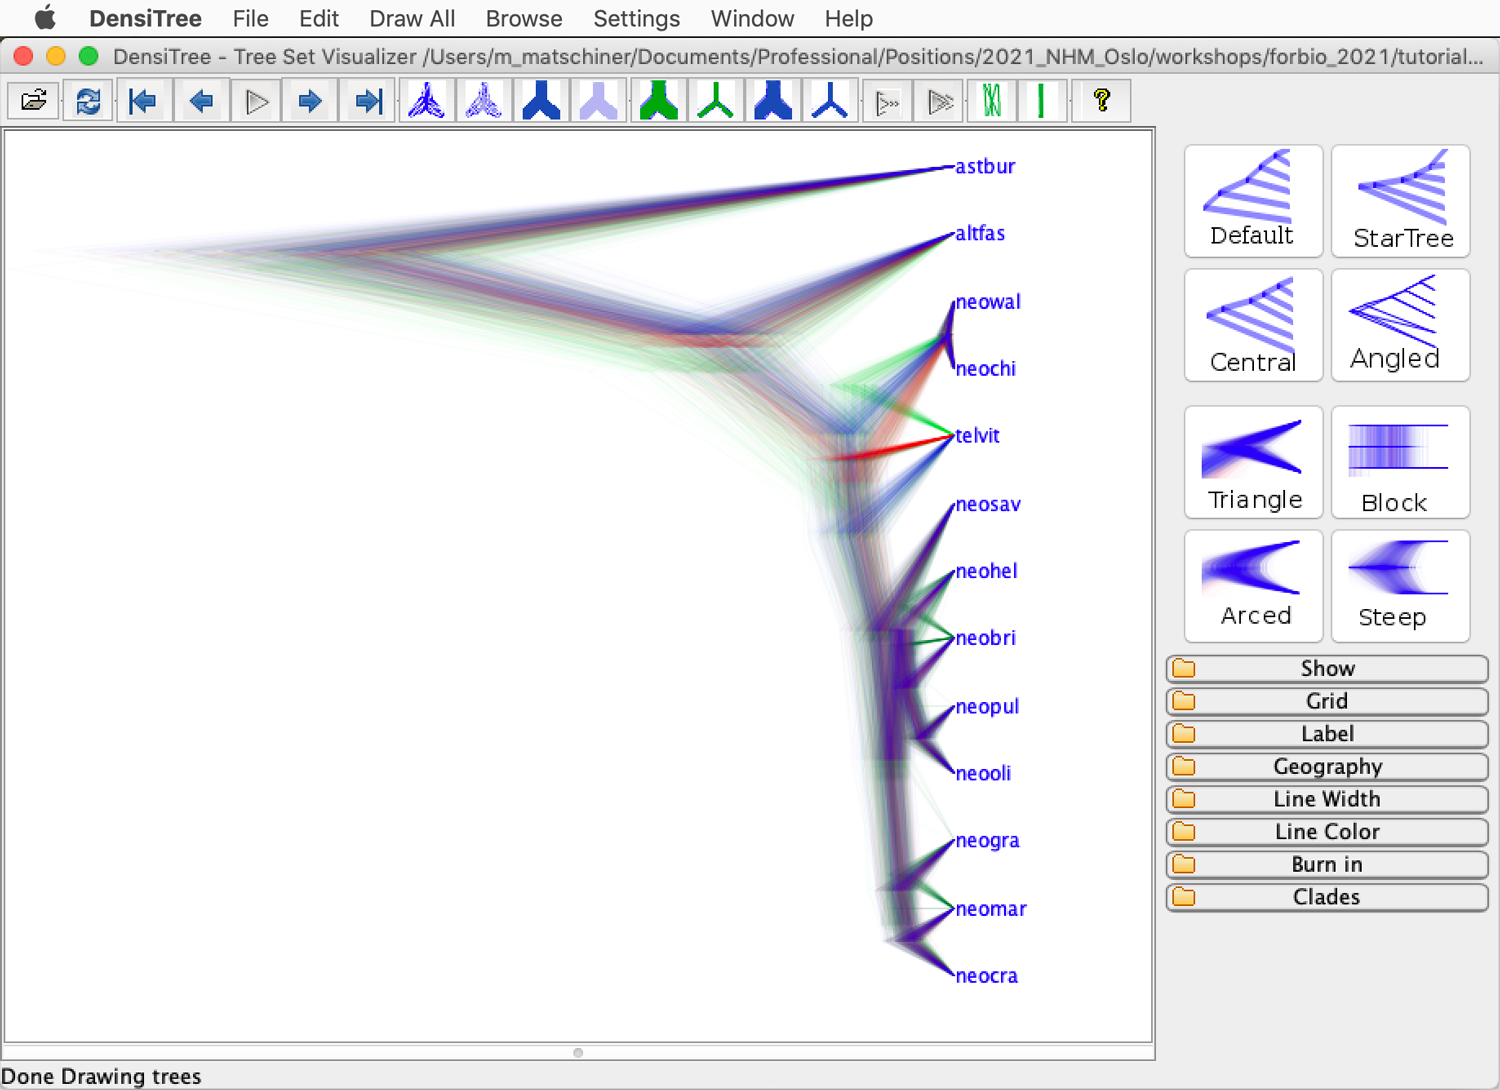 DensiTree File Edit Draw All Browse Settings Window Help
DensiTree - Tree Set Visualizer /Users/m_matschiner/Documents/Professional/Positions/2021_NHM_Oslo/workshops/forbio_2021/tutorial...
?
astbur
altfas
neowal
neochi
telvit
neosav
neohel
neobri
neopul
neooli
neogra
neomar
neocra
Default StarTree
Central Angled
Triangle Block
Arced Steep
Show
Grid
Label
Geography
Line Width
Line Color
Burn in
Clades
Done Drawing trees